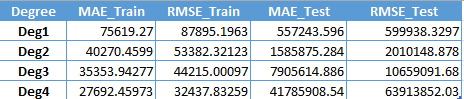 Degree MAE_Train RMSE_Train MAE_Test RMSE_Test
Deg1 75619.27 87895.1963 557243.596 599938.3297
Deg2 40270.4599 53382.32123 1585875.284 2010148.878
Deg3 35353.94277 44215.00097 7905614.886 10659091.68
Deg4 27692.45973 32437.83259 41785908.54 63913852.03